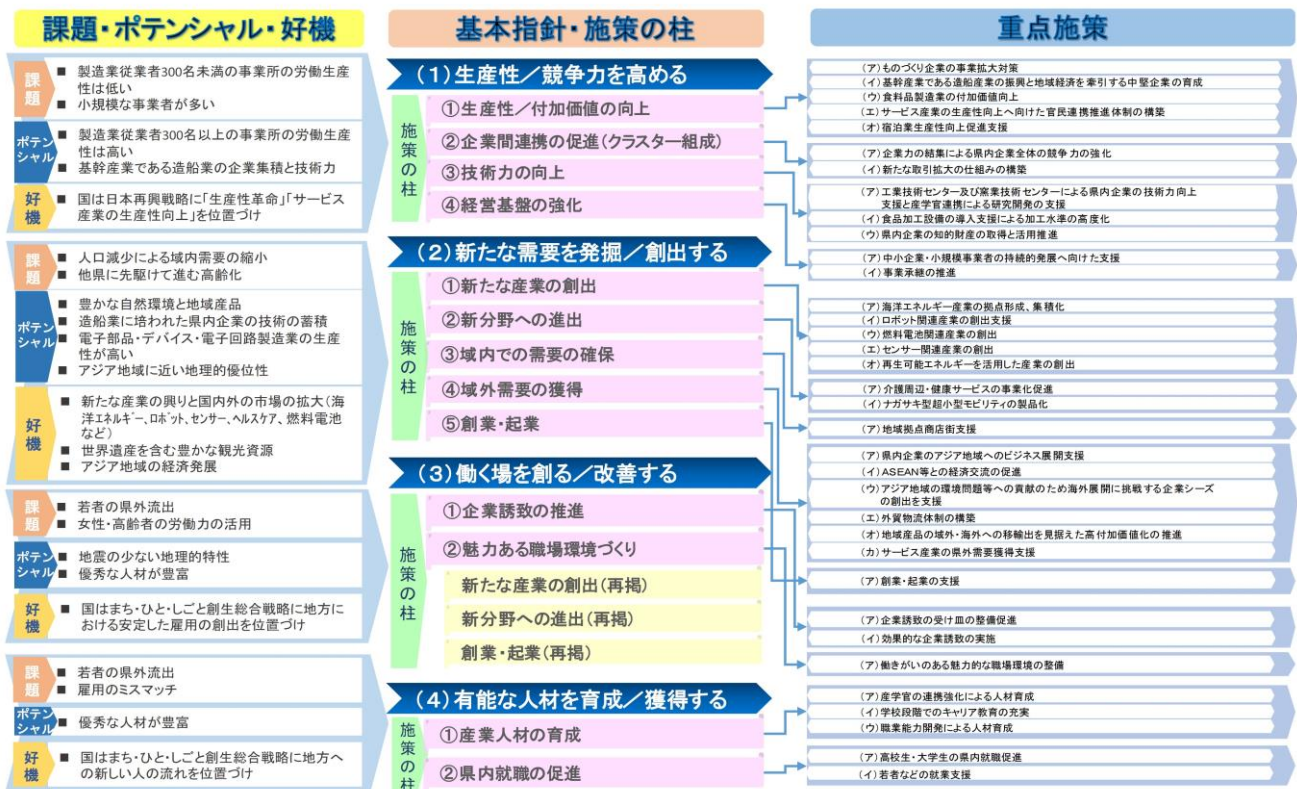 課題・ポテンシャル・好機
課題
■ 製造業従業者300名未満の事業所の労働生産
性は低い
■ 小規模な事業者が多い
ポテン
シャル
■ 製造業従業者300名以上の事業所の労働生産
性は高い
■ 基幹産業である造船業の企業集積と技術力
好機
■ 国は日本再興戦略に「生産性革命」「サービス
産業の生産性向上」を位置づけ
課題
■ 人口減少による域内需要の縮小
■ 他県に先駆けて進む高齢化
ポテン
シャル
■ 豊かな自然環境と地域産品
■ 造船業に培われた県内企業の技術の蓄積
■ 電子部品・デバイス・電子回路製造業の生産
性が高い
■ アジア地域に近い地理的優位性
好機
■ 新たな産業の興りと国内外の市場の拡大(海
洋エネルギー、ロボット、センサー、ヘルスケア、燃料電池
など)
■ 世界遺産を含む豊かな観光資源
■ アジア地域の経済発展
課題
■ 若者の県外流出
■ 女性・高齢者の労働力の活用
ポテン
シャル
■ 地震の少ない地理的特性
■ 優秀な人材が豊富
好機
■ 国はまち・ひと・しごと創生総合戦略に地方に
おける安定した雇用の創出を位置づけ
課題
■ 若者の県外流出
■ 雇用のミスマッチ
ポテン
シャル
■ 優秀な人材が豊富
好機
■ 国はまち・ひと・しごと創生総合戦略に地方へ
の新しい人の流れを位置づけ
基本指針・施策の柱
(1)生産性/競争力を高める
施策の柱
①生産性/付加価値の向上
②企業間連携の促進(クラスター組成)
③技術力の向上
④経営基盤の強化
(2)新たな需要を発掘/創出する
施策の柱
①新たな産業の創出
②新分野への進出
③域内での需要の確保
④域外需要の獲得
⑤創業・起業
(3)働く場を創る/改善する
施策の柱
①企業誘致の推進
②魅力ある職場環境づくり
新たな産業の創出(再掲)
新分野への進出(再掲)
創業・起業(再掲)
(4)有能な人材を育成/獲得する
施策の柱
①産業人材の育成
②県内就職の促進
重点施策
(ア)ものづくり企業の事業拡大対策
(イ)基幹産業である造船産業の振興と地域経済を牽引する中堅企業の育成
(ウ)食料品製造業の付加価値向上
(エ)サービス産業の生産性向上へ向けた官民連携推進体制の構築
(オ)宿泊業生産性向上促進支援
(ア)企業力の結集による県内企業全体の競争力の強化
(イ)新たな取引拡大の仕組みの構築
(ア)工業技術センター及び窯業技術センターによる県内企業の技術力向上
支援と産学官連携による研究開発の支援
(イ)食品加工設備の導入支援による加工水準の高度化
(ウ)県内企業の知的財産の取得と活用推進
(ア)中小企業・小規模事業者の持続的発展へ向けた支援
(イ)事業承継の推進
(ア)海洋エネルギー産業の拠点形成、集積化
(イ)ロボット関連産業の創出支援
(ウ)燃料電池関連産業の創出
(エ)センサー関連産業の創出
(オ)再生可能エネルギーを活用した産業の創出
(ア)介護周辺・健康サービスの事業化促進
(イ)ナガサキ型超小型モビリティの製品化
(ア)地域拠点商店街支援
(ア)県内企業のアジア地域へのビジネス展開支援
(イ)ASEAN等との経済交流の促進
(ウ)アジア地域の環境問題等への貢献のため海外展開に挑戦する企業シーズ
の創出を支援
(エ)外貿物流体制の構築
(オ)地域産品の域外・海外への移輸出を見据えた高付加価値化の推進
(カ)サービス産業の県外需要獲得支援
(ア)創業・起業の支援
(ア)企業誘致の受け皿の整備促進
(イ)効果的な企業誘致の実施
(ア)働きがいのある魅力的な職場環境の整備
(ア)産学官の連携強化による人材育成
(イ)学校段階でのキャリア教育の充実
(ウ)職業能力開発による人材育成
(ア)高校生・大学生の県内就職促進
(イ)若者などの就業支援